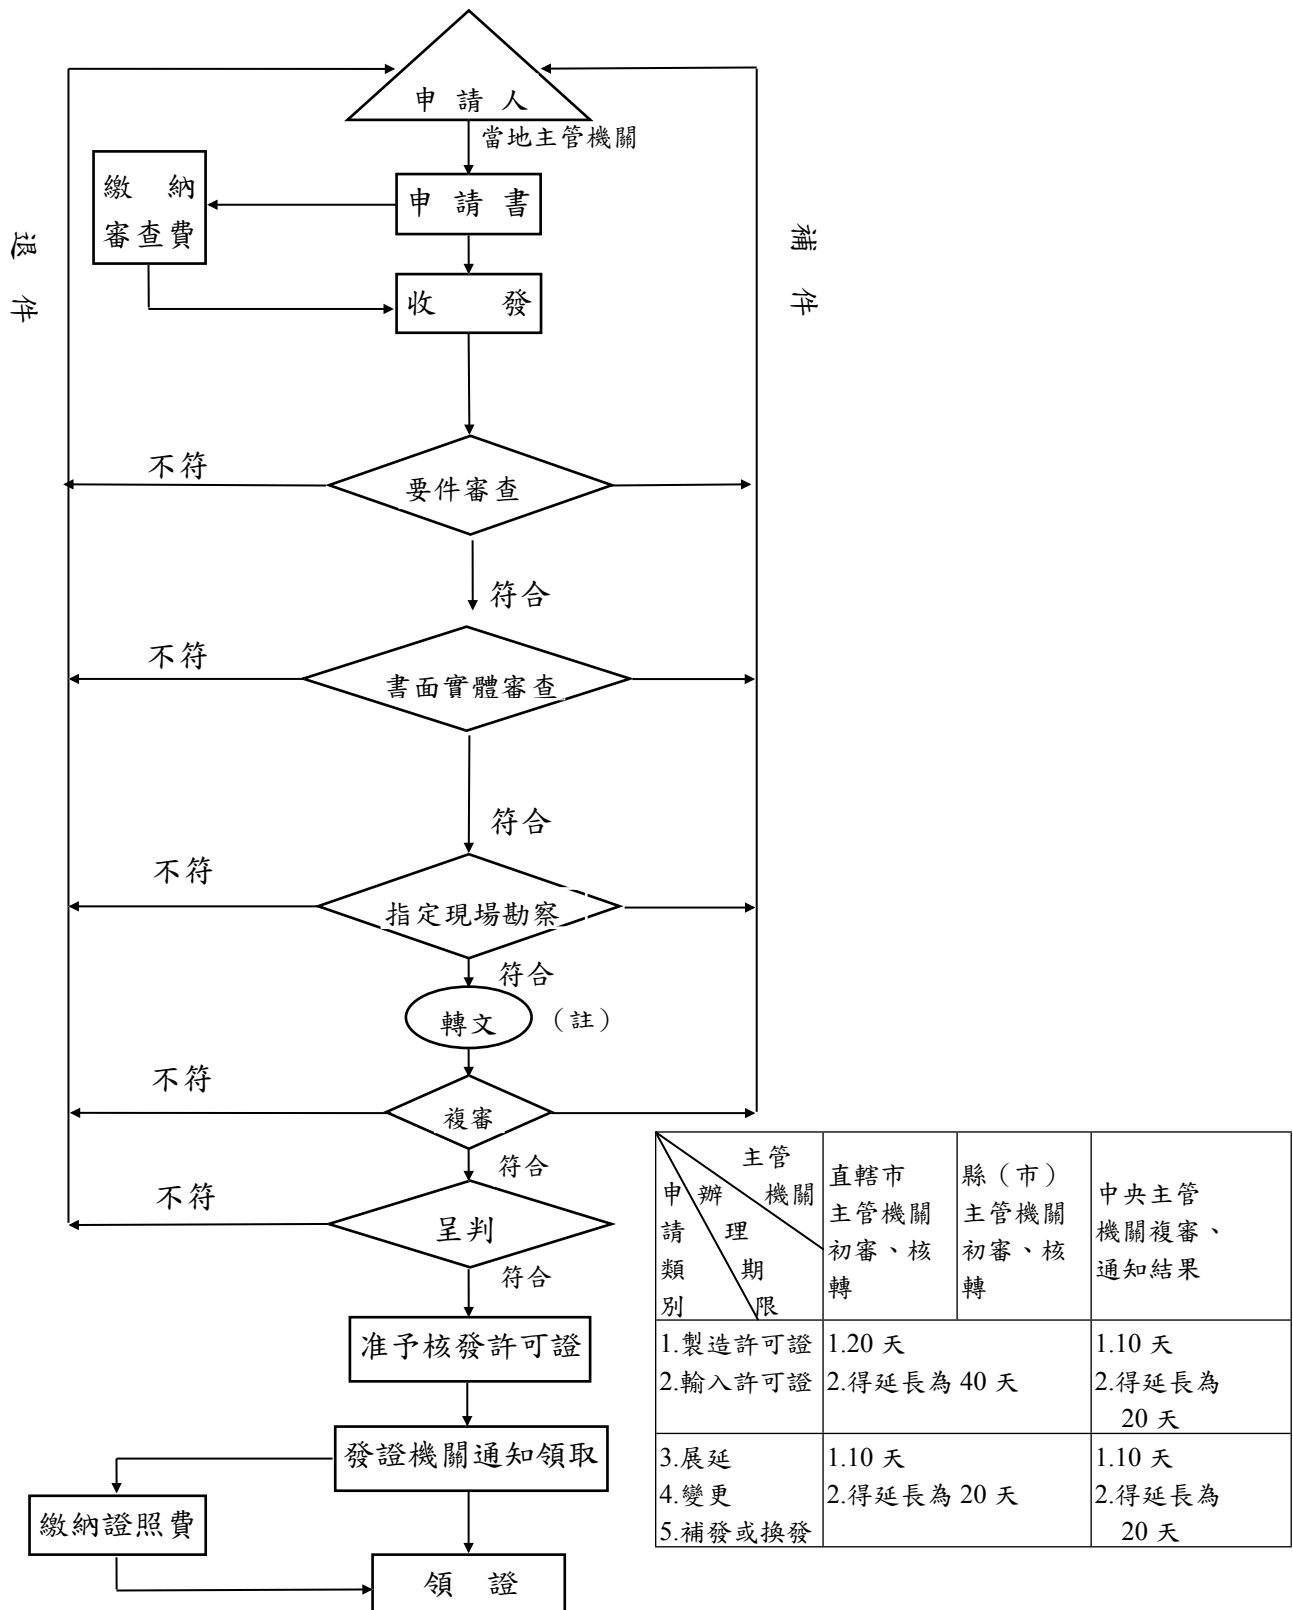 申請人
當地主管機關
繳納
審查費
申請書
收發
退件
補件
不符
要件審查
符合
不符
書面實體審查
符合
不符
指定現場勘察
符合
轉文
（註）
不符
複審
符合
不符
呈判
符合
准予核發許可證
發證機關通知領取
繳納證照費
領證
主管機關
辦理期限
申請類別
直轄市
主管機關
初審、核
轉
縣（市）
主管機關
初審、核
轉
中央主管
機關複審、
通知結果
1.製造許可證
2.輸入許可證
1.20 天
2.得延長為 40 天
1.10 天
2.得延長為
20 天
3.展延
4.變更
5.補發或換發
1.10 天
2.得延長為 20 天
1.10 天
2.得延長為
20 天